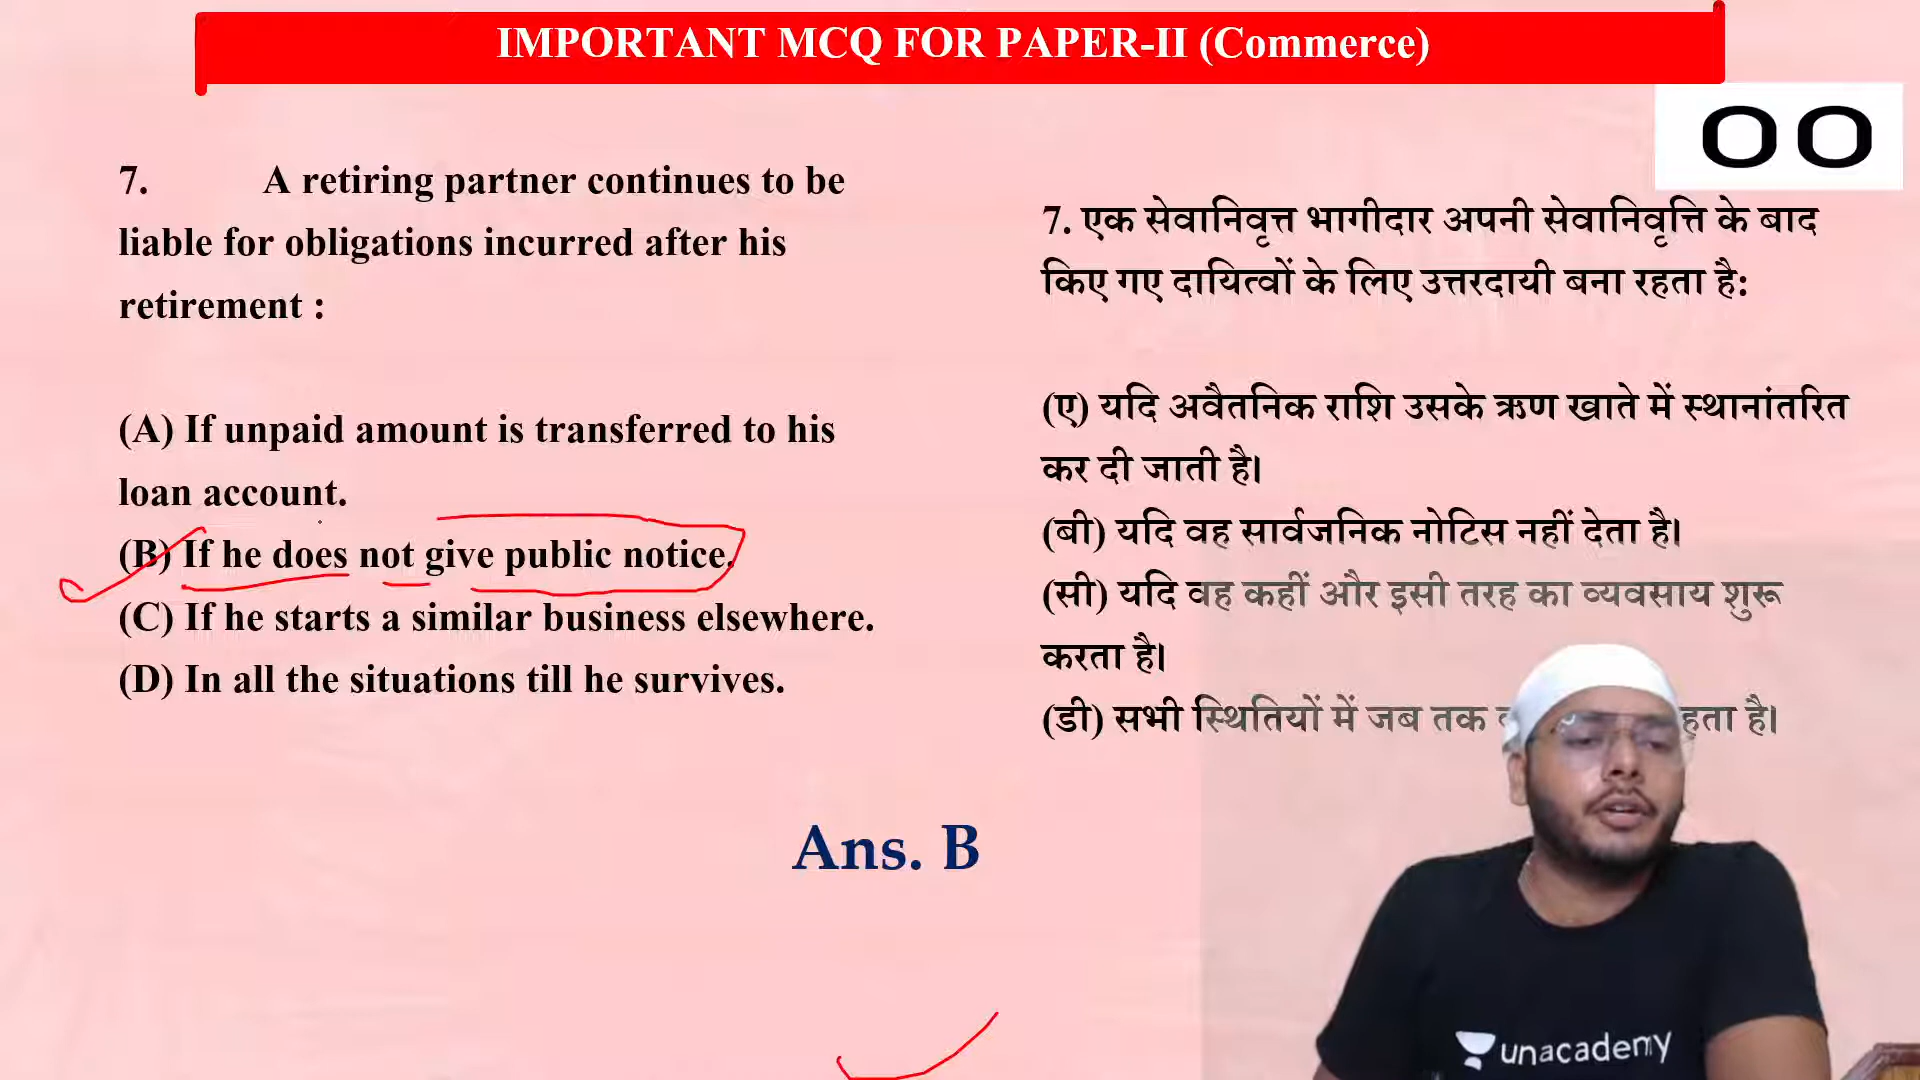 IMPORTANT MCQ FOR PAPER-II (Commerce)
OO
7. A retiring partner continues to be
liable for obligations incurred after his
retirement :
(A) If unpaid amount is transferred to his
loan account.
(B) If he does not give public notice.
(C) If he starts a similar business elsewhere.
(D) In all the situations till he survives.
7. एक सेवानिवृत्त भागीदार अपनी सेवानिवृत्ति के बाद
किए गए दायित्वों के लिए उत्तरदायी बना रहता है:
(ए) यदि अवैतनिक राशि उसके ऋण खाते में स्थानांतरित
कर दी जाती है।
(बी) यदि वह सार्वजनिक नोटिस नहीं देता है।
(सी) यदि वह कहीं और इसी तरह का व्यवसाय शुरू
करता है।
(डी) सभी स्थितियों में जब तक हता है।
Ans. B
unacademy